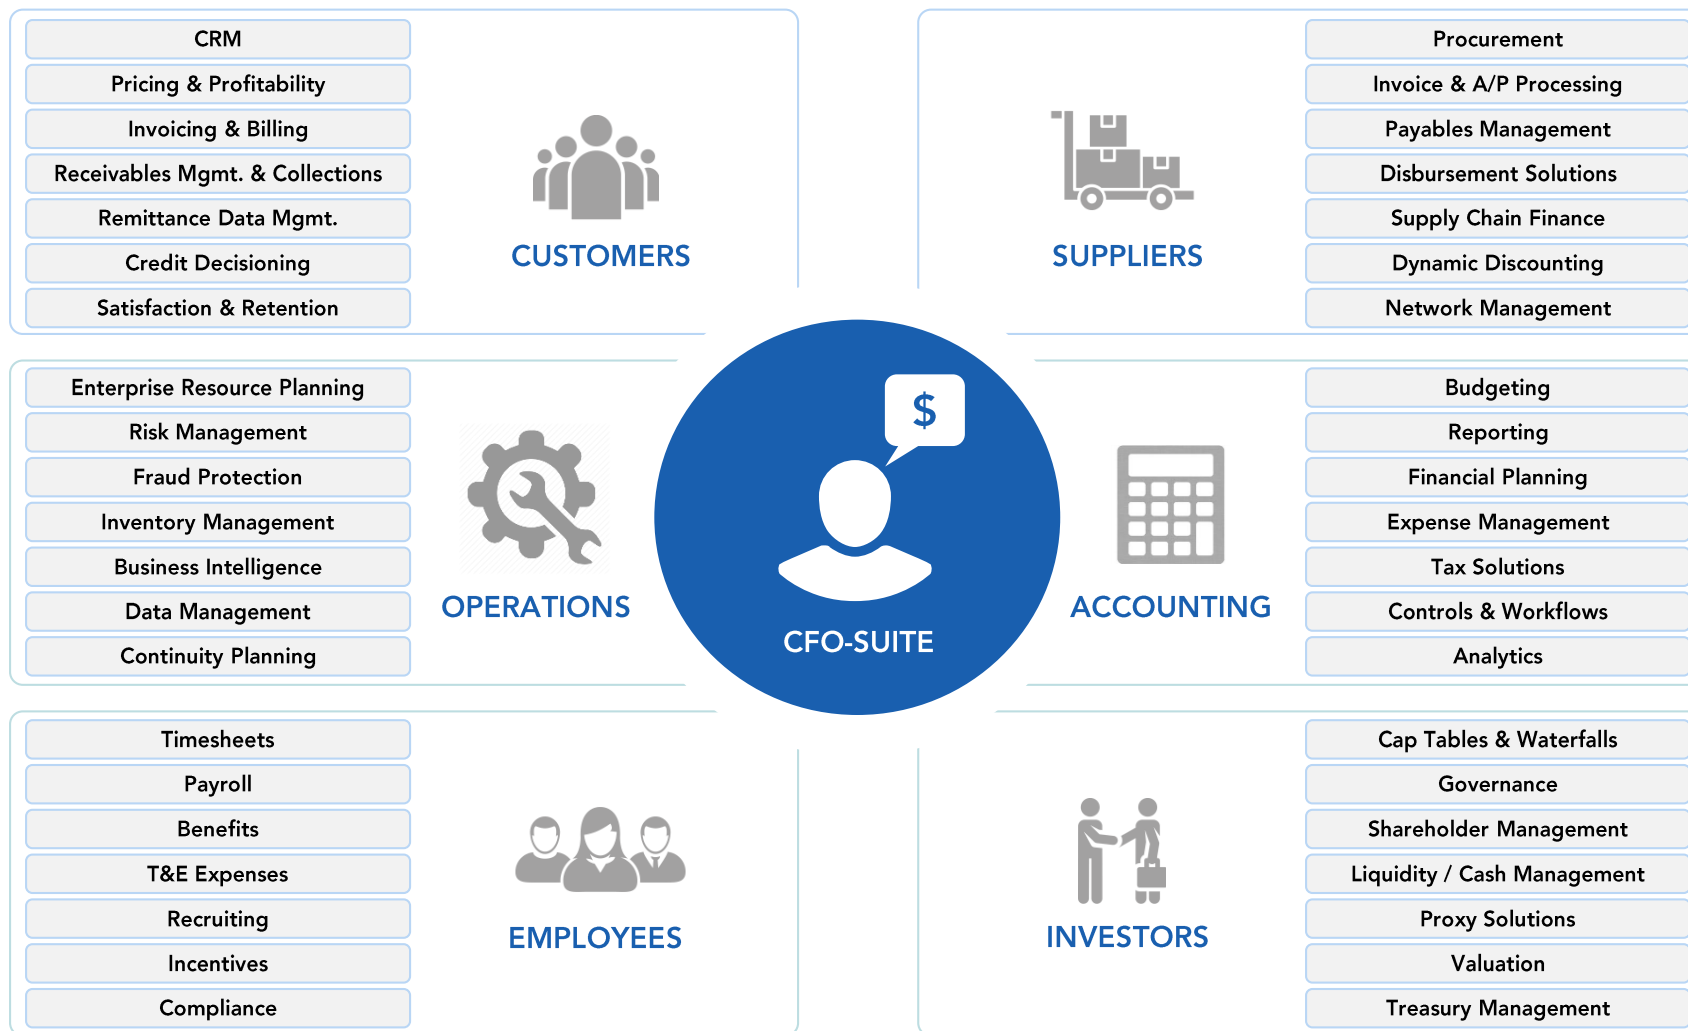 CRM
Pricing & Profitability
Invoicing & Billing
Receivables Mgmt. & Collections
Remittance Data Mgmt.
Credit Decisioning
Satisfaction & Retention
CUSTOMERS
SUPPLIERS
Procurement
Invoice & A/P Processing
Payables Management
Disbursement Solutions
Supply Chain Finance
Dynamic Discounting
Network Management
Enterprise Resource Planning
Risk Management
Fraud Protection
Inventory Management
Business Intelligence
Data Management
Continuity Planning
OPERATIONS
$
CFO-SUITE
ACCOUNTING
Budgeting
Reporting
Financial Planning
Expense Management
Tax Solutions
Controls & Workflows
Analytics
Timesheets
Payroll
Benefits
T&E Expenses
Recruiting
Incentives
Compliance
EMPLOYEES
INVESTORS
Cap Tables & Waterfalls
Governance
Shareholder Management
Liquidity / Cash Management
Proxy Solutions
Valuation
Treasury Management